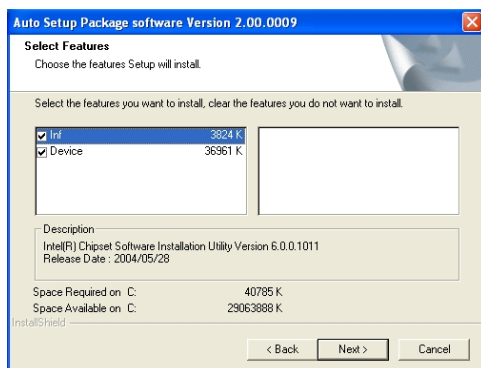 Auto Setup Package software Version 2.00.0009
Select Features
Choose the features Setup will install.
Select the features you want to install, clear the features you do not want to install.
Inf 3824 K
Device 36961 K
Description
Intel(R) Chipset Software Installation Utility Version 6.0.0.1011
Release Date : 2004/05/28
Space Required on C: 40785 K
Space Available on C: 29063888 K
InstallShield
< Back Next > Cancel